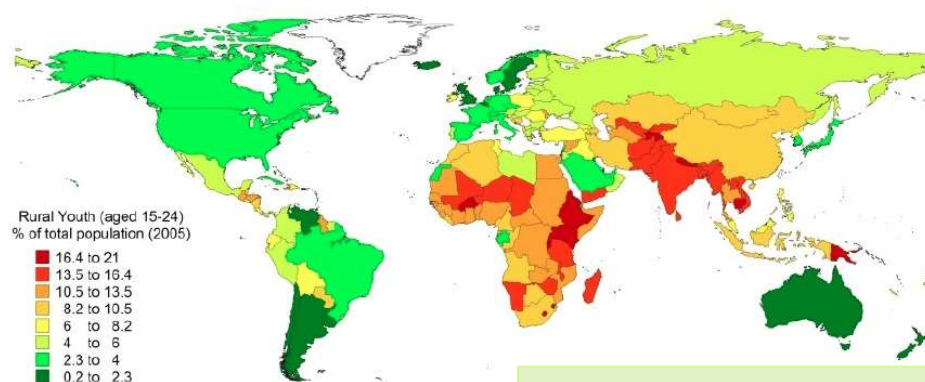 Rural Youth (aged 15-24)
% of total population (2005)
16.4 to 21
13.5 to 16.4
10.5 to 13.5
8.2 to 10.5
6 to 8.2
4 to 6
2.3 to 4
0.2 to 2.3